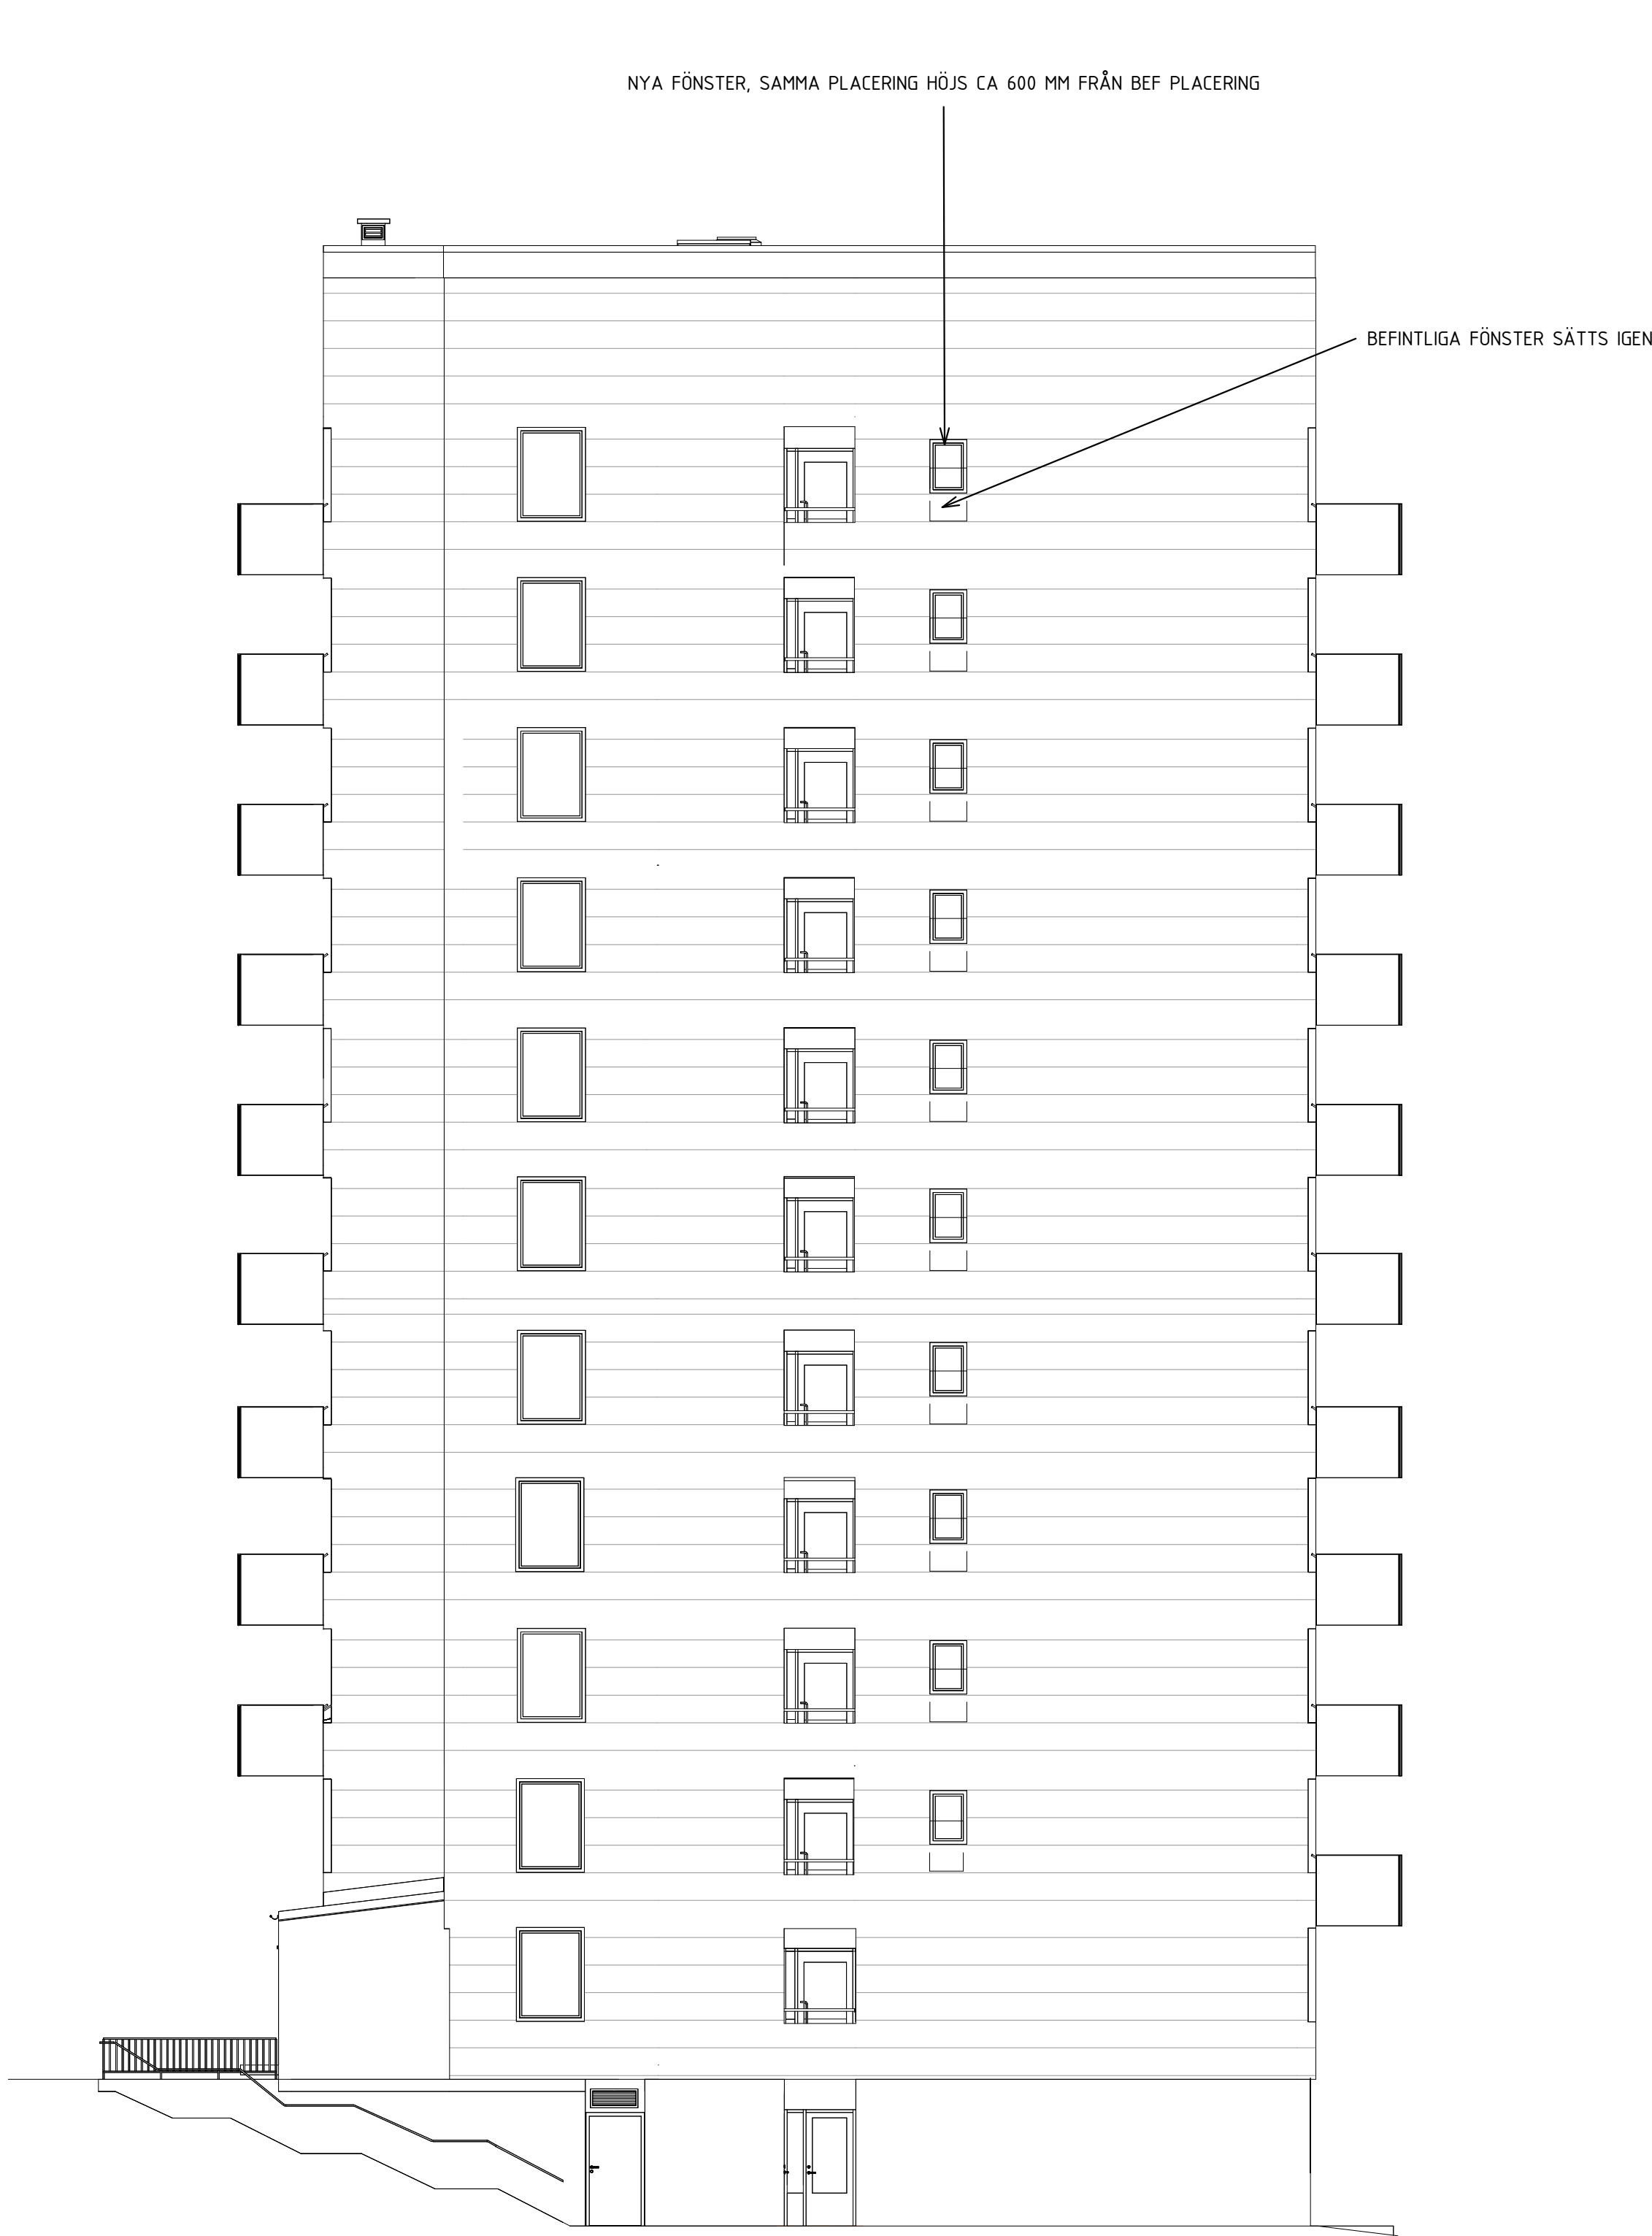 NYA FÖNSTER, SAMMA PLACERING HÖJS CA 600 MM FRÅN BEF PLACERING
BEFINTLIGA FÖNSTER SÄTTS IGEN